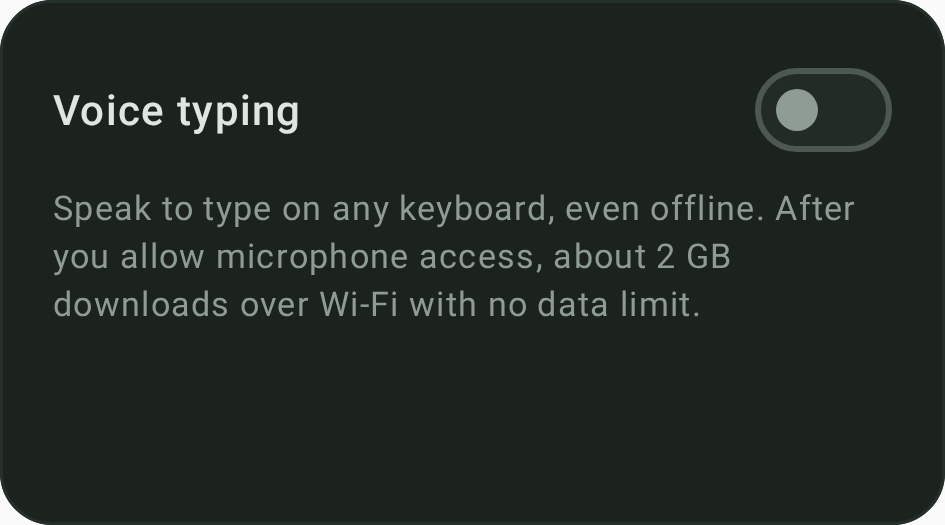 Voice typing
Speak to type on any keyboard, even offline. After
you allow microphone access, about 2 GB
downloads over Wi-Fi with no data limit.